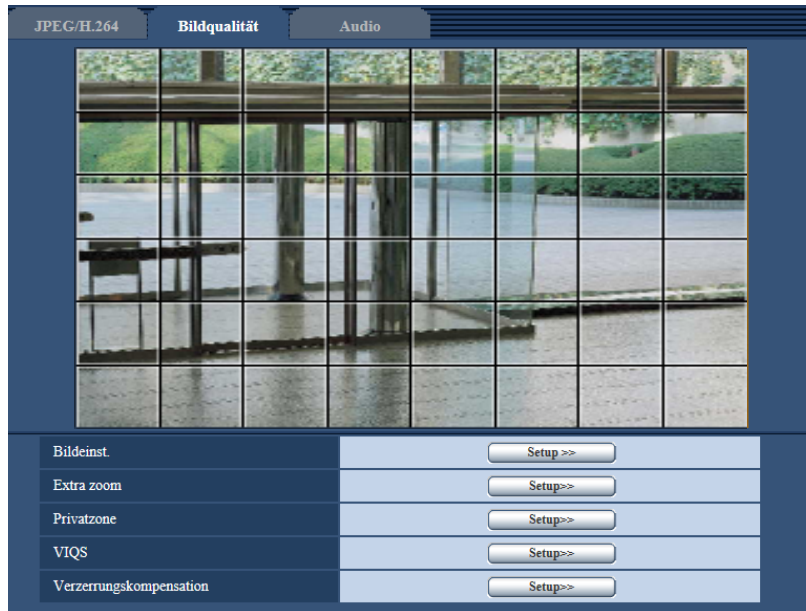 JPEG/H.264 Bildqualität Audio
Bildeinst. Setup >>
Extra zoom Setup>>
Privatzone Setup>>
VIQS Setup>>
Verzerrungskompensation Setup>>